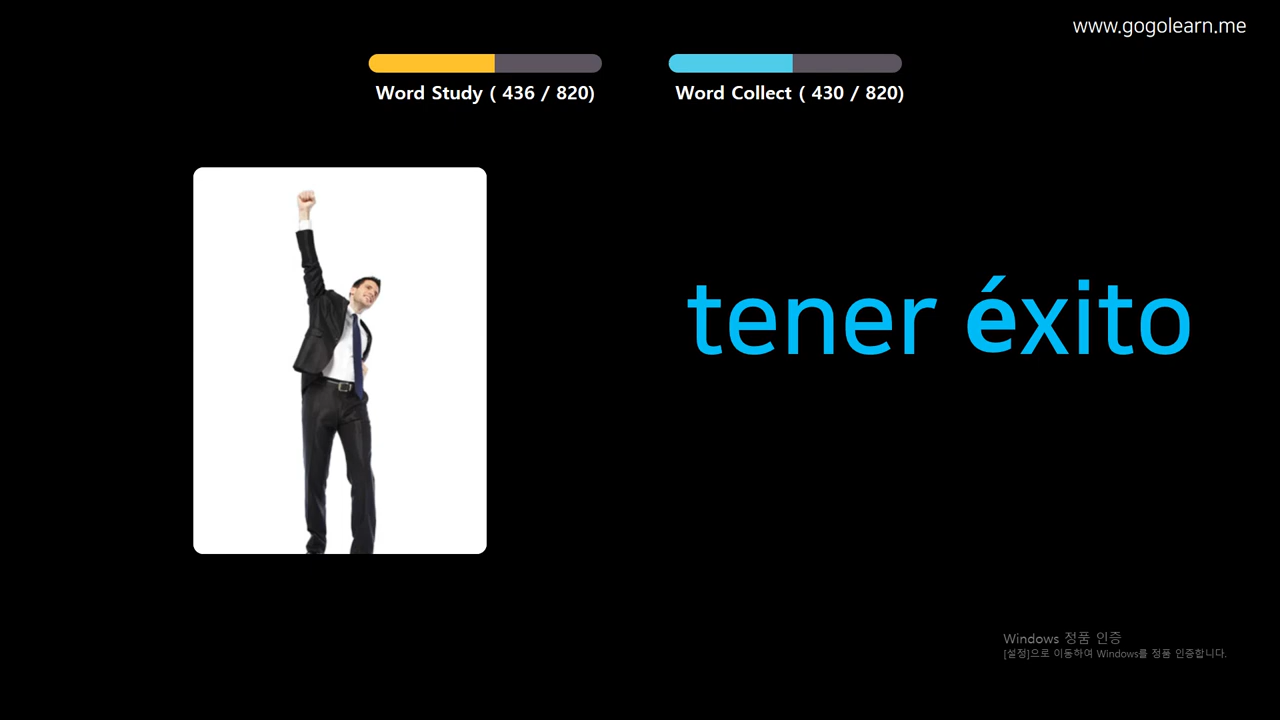 www.gogolearn.me
Word Study ( 436 / 820)
Word Collect ( 430 / 820)
tener éxito
Windows 정품 인증
[설정]으로 이동하여 Windows를 정품 인증합니다.